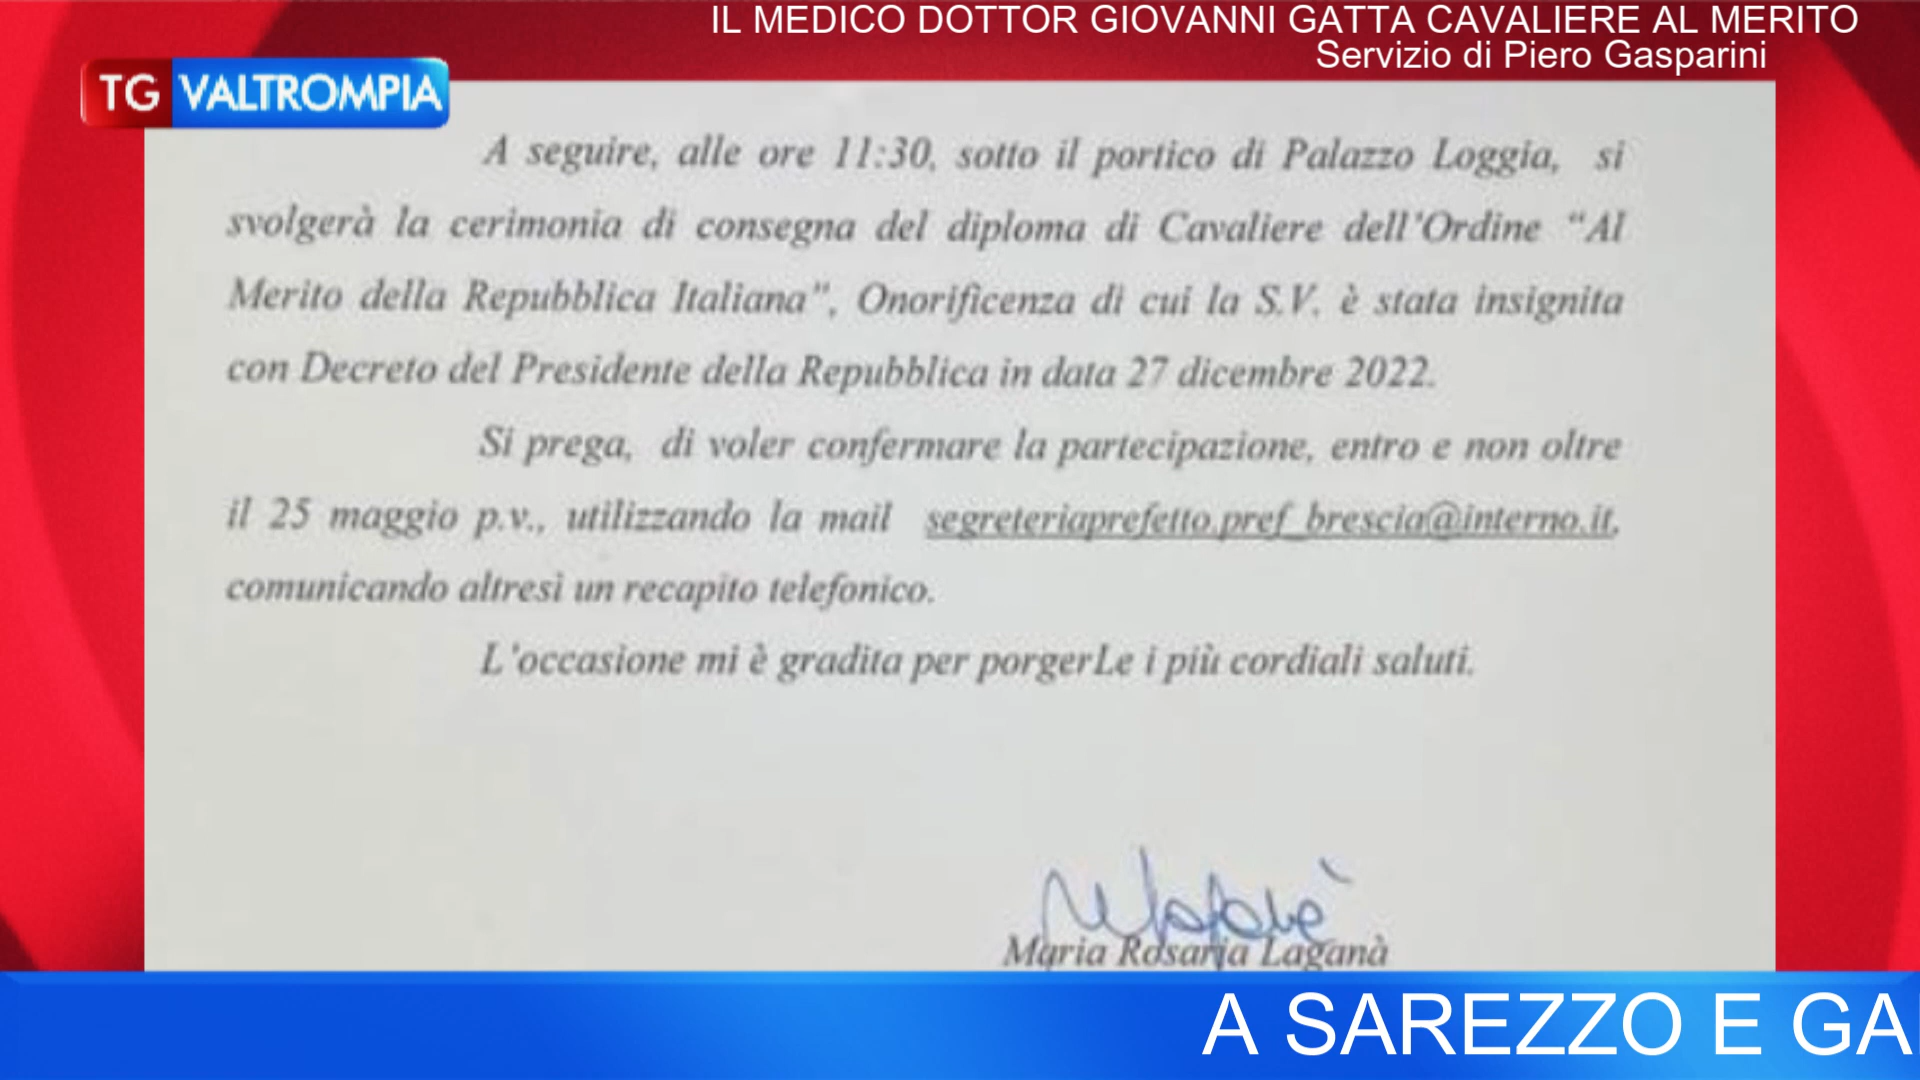 IL MEDICO DOTTOR GIOVANNI GATTA CAVALIERE AL MERITO
Servizio di Piero Gasparini
TG VALTROMPIA
A seguire, alle ore 11:30, sotto il portico di Palazzo Loggia, si
svolgerà la cerimonia di consegna del diploma di Cavaliere dell'Ordine “Al
Merito della Repubblica Italiana”, Onorificenza di cui la S.V. è stata insignita
con Decreto del Presidente della Repubblica in data 27 dicembre 2022.
Si prega, di voler confermare la partecipazione, entro e non oltre
il 25 maggio p.v., utilizzando la mail segreteriaprefetto.pref_brescia@interno.it,
comunicando altresì un recapito telefonico.
L'occasione mi è gradita per porgerLe i più cordiali saluti.
Maria Rosaria Laganà
A SAREZZO E GA